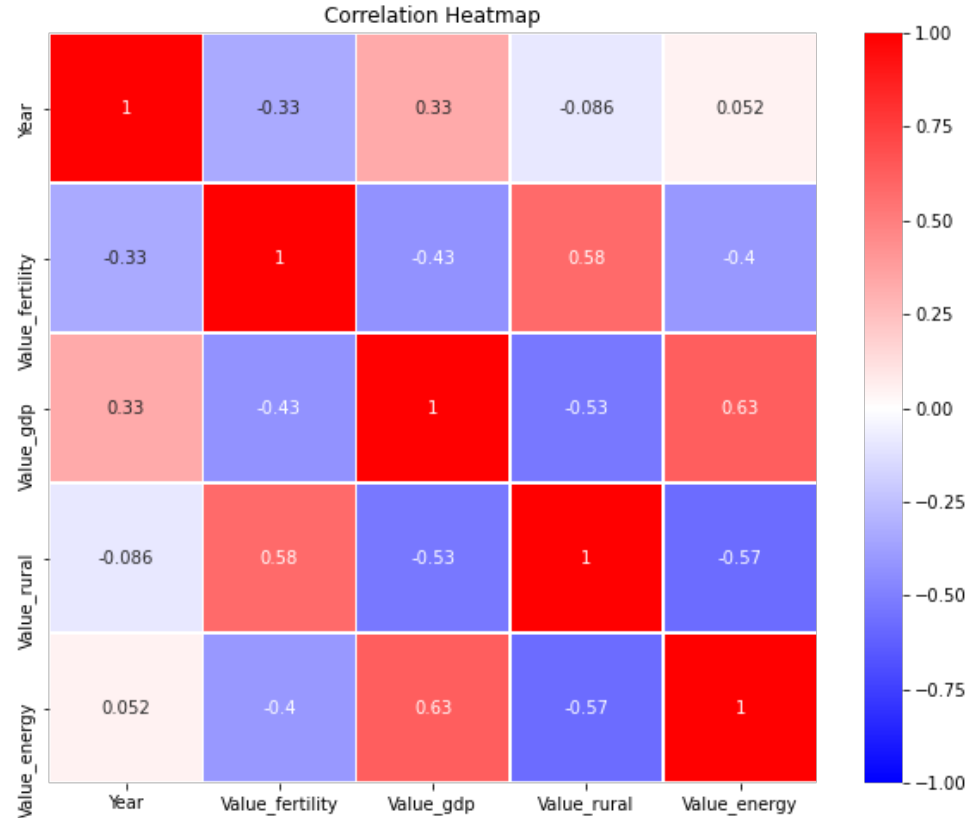 Correlation Heatmap
Year 1 -0.33 0.33 -0.086 0.052
Value_fertility -0.33 1 -0.43 0.58 -0.4
Value_gdp 0.33 -0.43 1 -0.53 0.63
Value_rural -0.086 0.58 -0.53 1 -0.57
Value_energy 0.052 -0.4 0.63 -0.57 1
Year Value_fertility Value_gdp Value_rural Value_energy
1.00
0.75
0.50
0.25
0.00
−0.25
−0.50
−0.75
−1.00